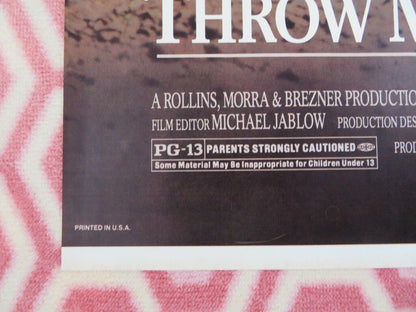 THROW M
A ROLLINS, MORRA & BREZNER PRODUCTIO
FILM EDITOR MICHAEL JABLOW PRODUCTION DES
PG-13 PARENTS STRONGLY CAUTIONED
PROD
Some Material May Be Inappropriate for Children Under 13
PRINTED IN U.S.A.